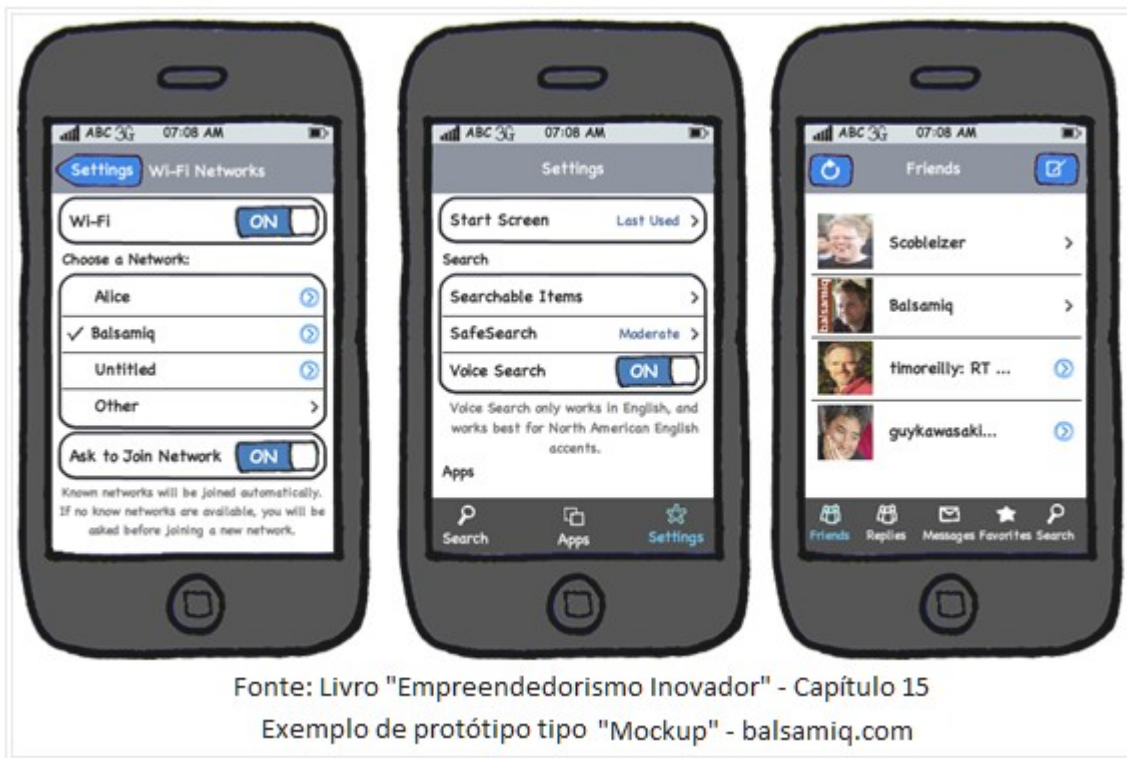 ABC 3G 07:08 AM
Settings Wi-Fi Networks
Wi-Fi ON
Choose a Network:
Alice
Balsamiq
Untitled
Other
Ask to Join Network ON
Known networks will be joined automatically.
If no know networks are available, you will be
asked before joining a new network.
ABC 3G 07:08 AM
Settings
Start Screen Last Used
Search
Searchable Items
SafeSearch Moderate
Voice Search ON
Voice Search only works in English, and
works best for North American English
accents.
Apps
Search Apps Settings
ABC 3G 07:08 AM
Friends
Scobleizer
balsamiq
Balsamiq
timoreilly: RT ...
guykawasaki...
Friends Replies Messages Favorites Search
Fonte: Livro "Empreendedorismo Inovador" - Capítulo 15
Exemplo de protótipo tipo "Mockup" - balsamiq.com